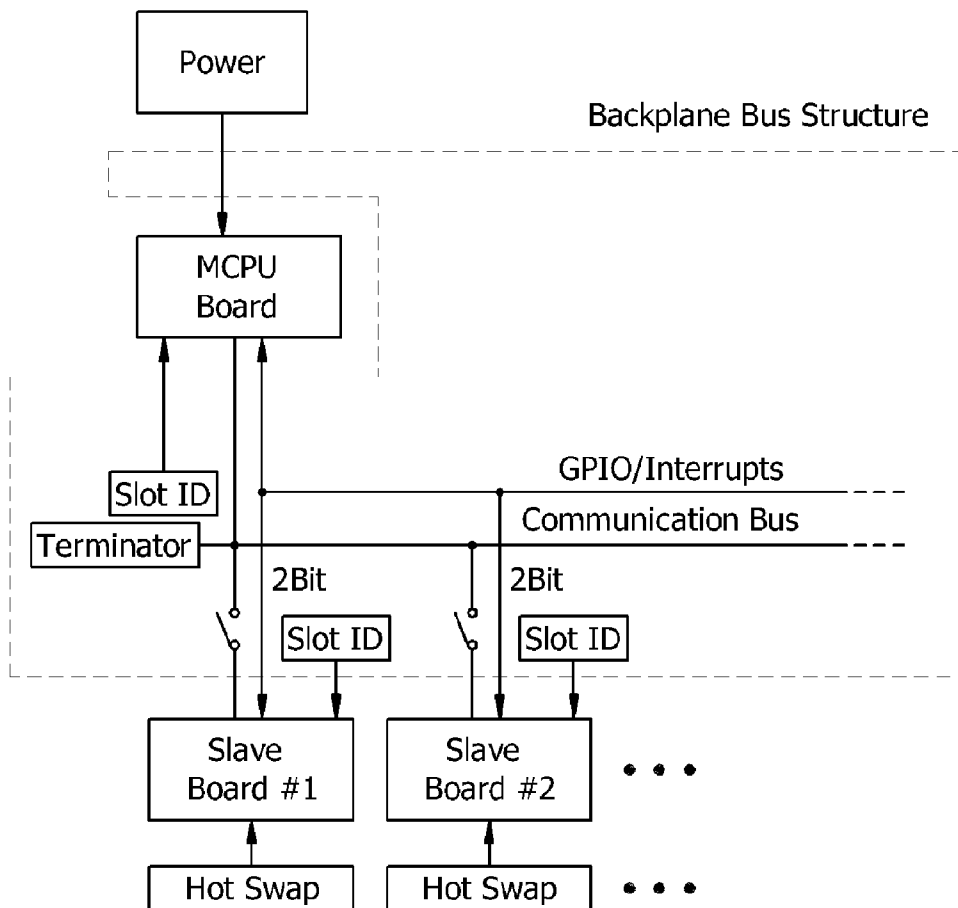 Power
Backplane Bus Structure
MCPU
Board
GPIO/Interrupts
Slot ID
Communication Bus
Terminator
2Bit
2Bit
Slot ID
Slot ID
Slave
Board #1
Slave
Board #2
Hot Swap
Hot Swap